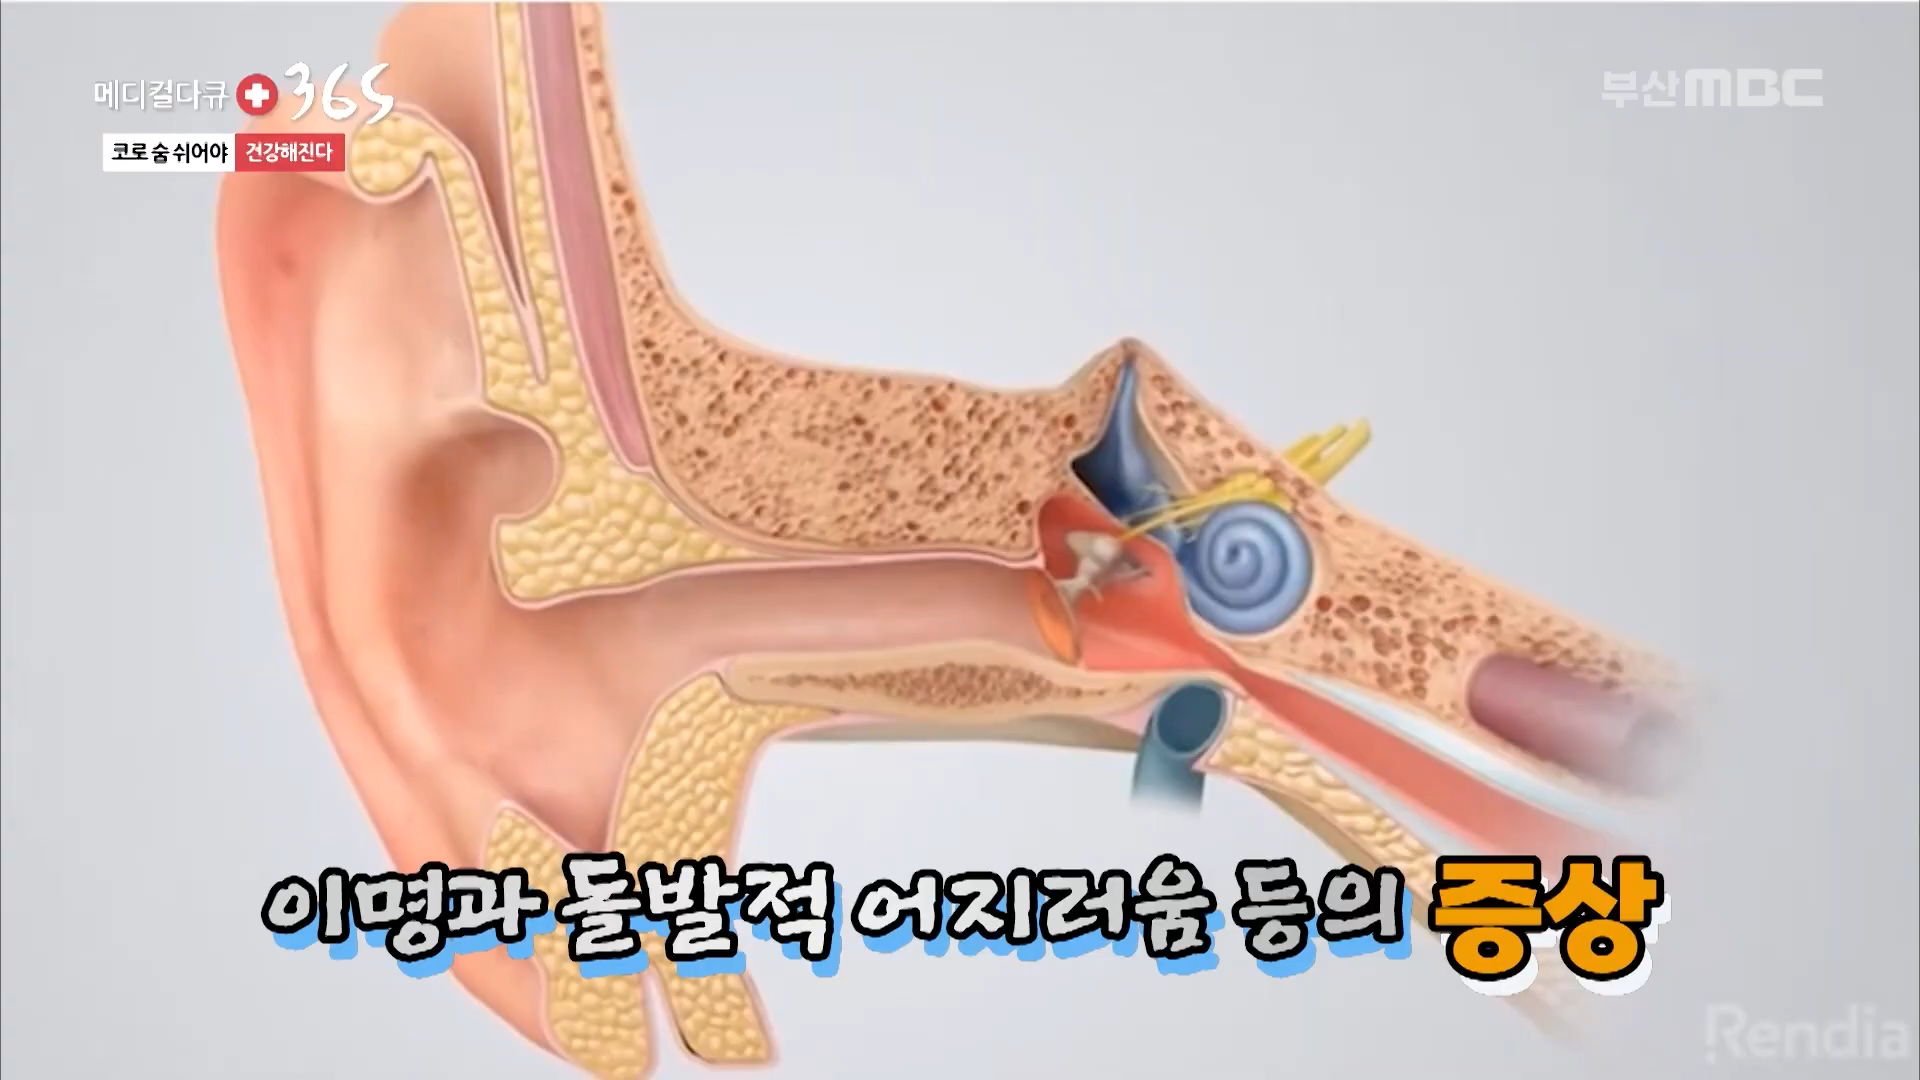 메디컬다큐 365
부산MBC
코로 숨 쉬어야 건강해진다
이명과 돌발적 어지러움 등의 증상
Rendia